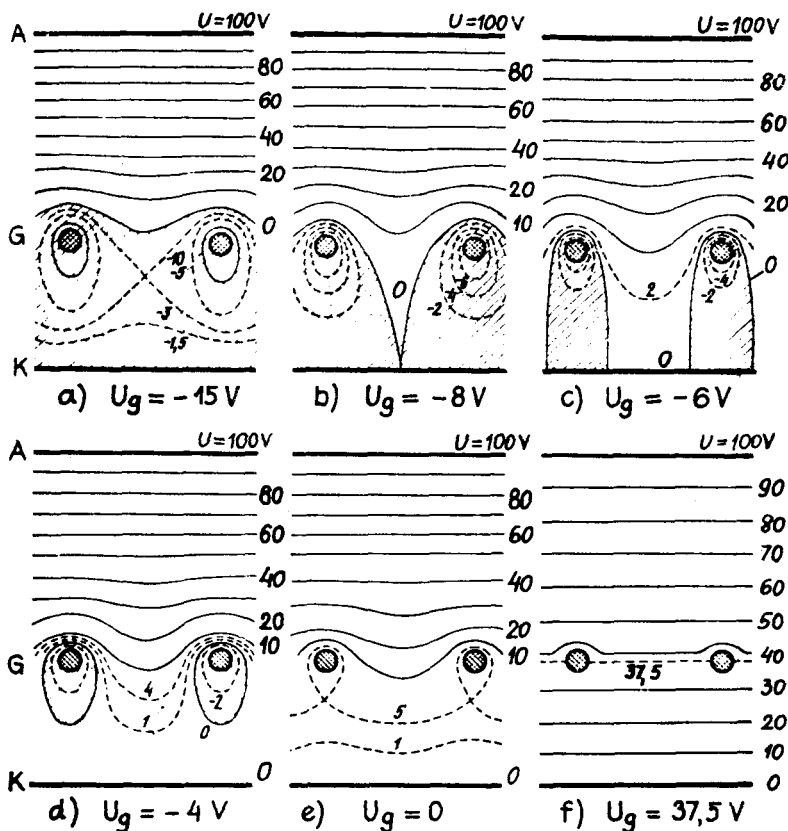 A U=100V U=100V U=100V
80 80 80
60 60 60
40 40 40
20 20 20
G 0 10 0
-10
-5
-3
-1,5
0
-2 -4
2
-2 -4
K 0
a) Ug = -15 V b) Ug = -8 V c) Ug = -6 V
A U=100V U=100V U=100V
80 80 90
80
60 60 70
60
40 40 50
20 20
G 10 10 40
37,5
4 -2 5 30
1 0 20
1 10
K 0 0 0
d) Ug = -4 V e) Ug = 0 f) Ug = 37,5 V